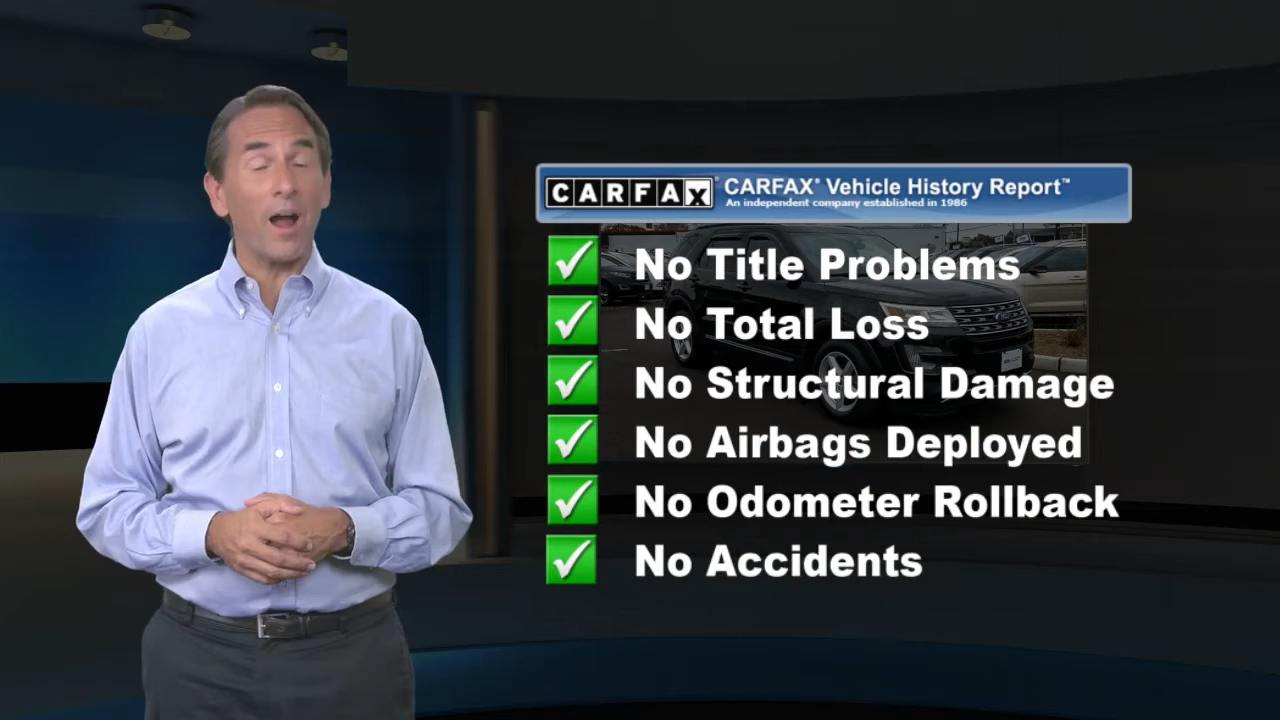 CARFAX® CARFAX® Vehicle History Report™
An independent company established in 1986
No Title Problems
No Total Loss
No Structural Damage
No Airbags Deployed
No Odometer Rollback
No Accidents